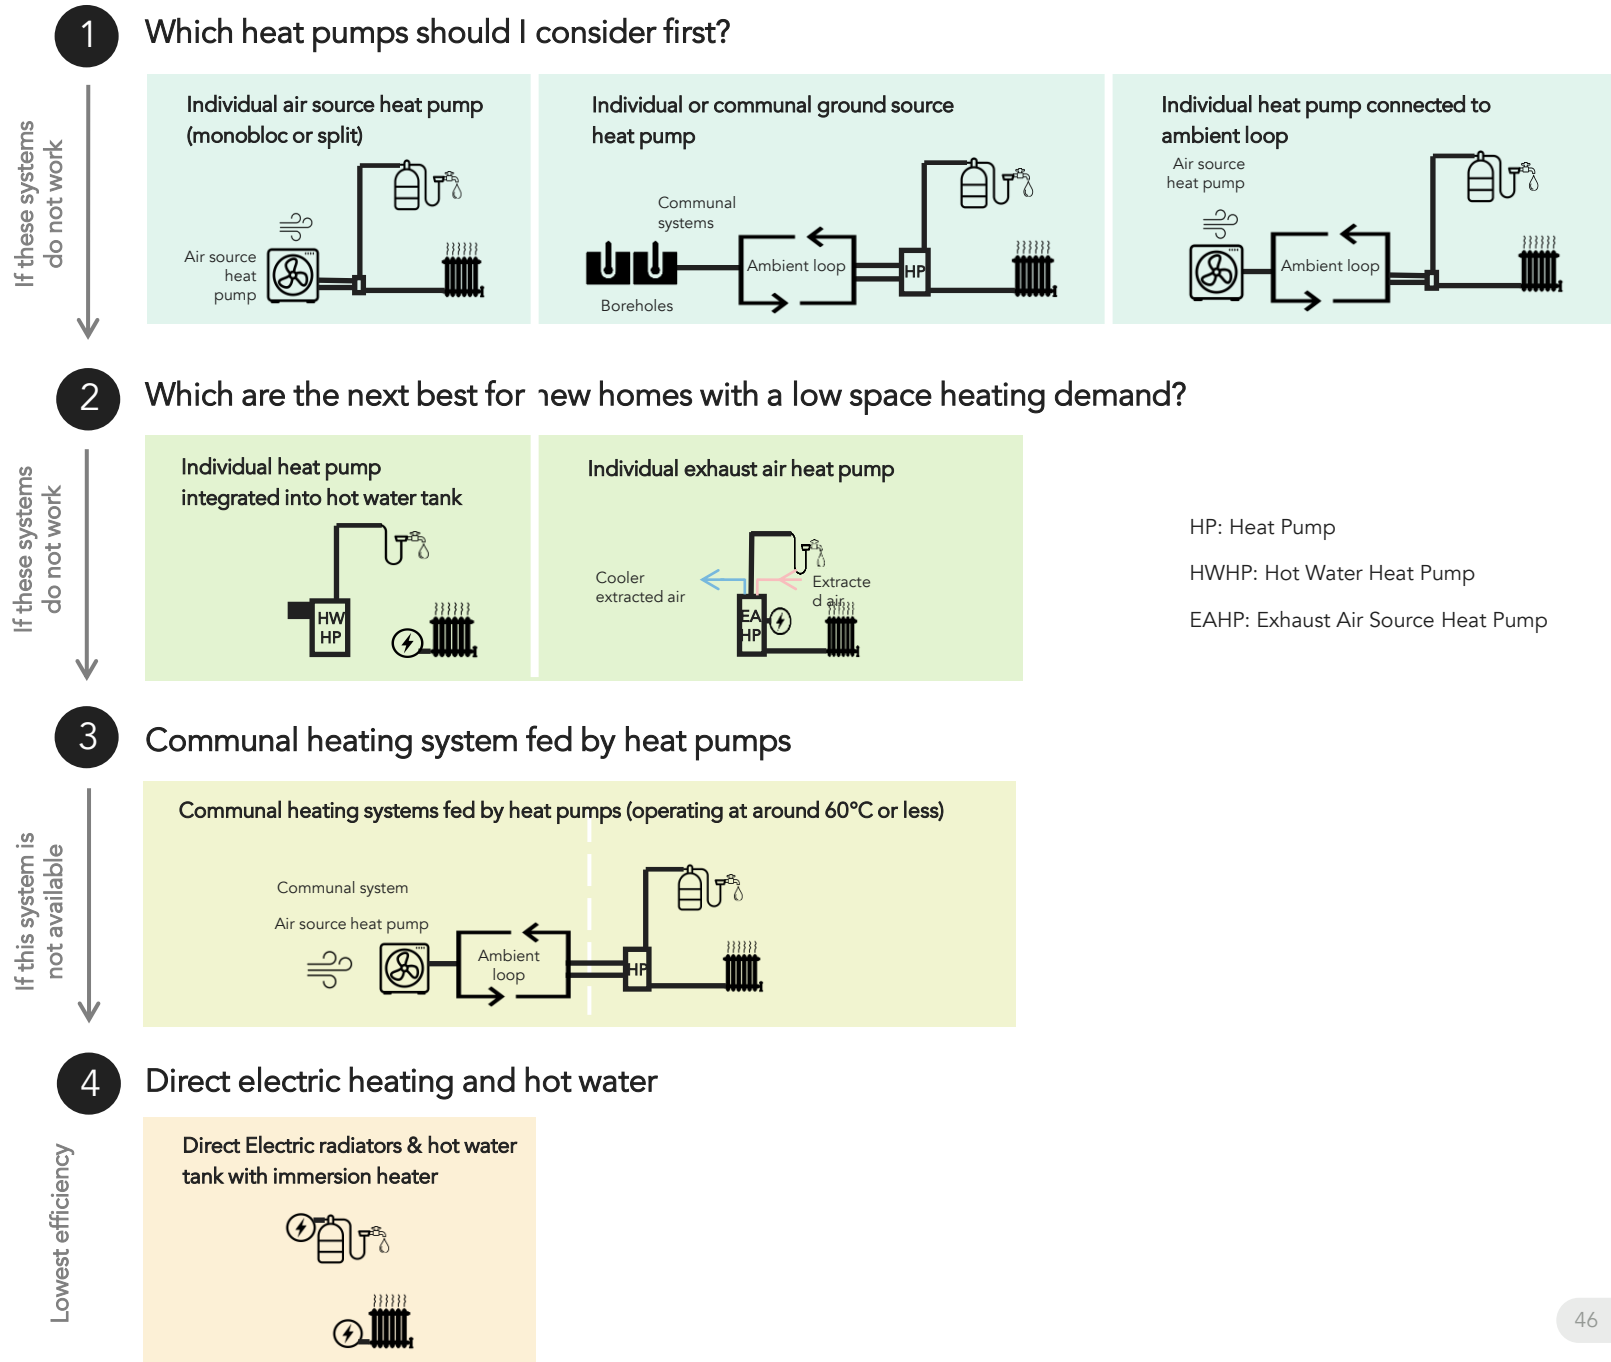 1
Which heat pumps should I consider first?
If these systems
do not work
Individual air source heat pump
(monobloc or split)
Air source
heat
pump
Individual or communal ground source
heat pump
Communal
systems
Boreholes
Ambient loop
HP
Individual heat pump connected to
ambient loop
Air source
heat pump
Ambient loop
2
Which are the next best for new homes with a low space heating demand?
If these systems
do not work
Individual heat pump
integrated into hot water tank
HW
HP
Individual exhaust air heat pump
Cooler
extracted air
Extracte
d air
EA
HP
HP: Heat Pump
HWHP: Hot Water Heat Pump
EAHP: Exhaust Air Source Heat Pump
3
Communal heating system fed by heat pumps
If this system is
not available
Communal heating systems fed by heat pumps (operating at around 60°C or less)
Communal system
Air source heat pump
Ambient
loop
HP
4
Direct electric heating and hot water
Lowest efficiency
Direct Electric radiators & hot water
tank with immersion heater
46